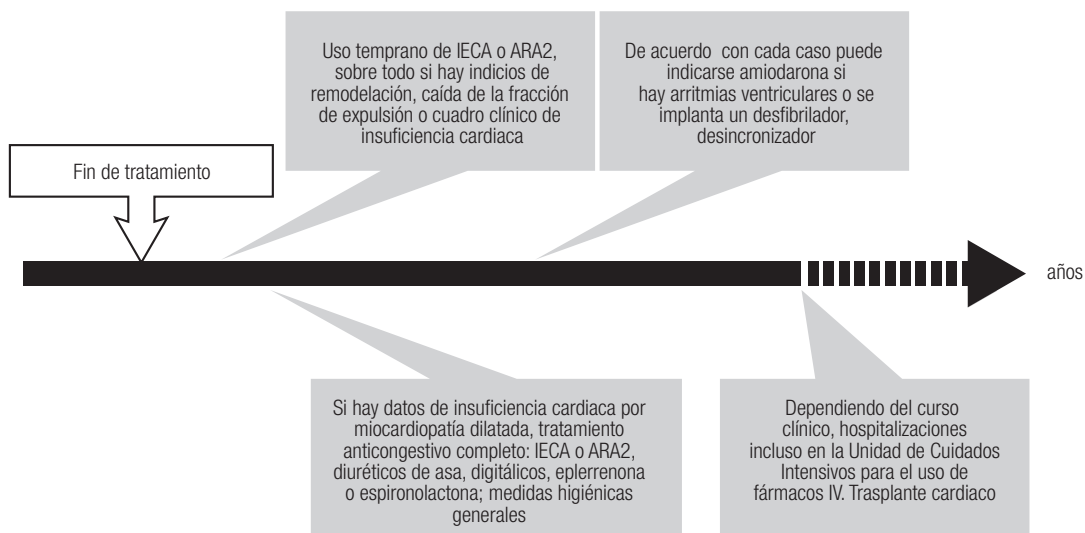 Uso temprano de IECA o ARA2,
sobre todo si hay indicios de
remodelación, caída de la fracción
de expulsión o cuadro clínico de
insuficiencia cardiaca
De acuerdo con cada caso puede
indicarse amiodarona si
hay arritmias ventriculares o se
implanta un desfibrilador,
desincronizador
Fin de tratamiento
años
Si hay datos de insuficiencia cardiaca por
miocardiopatía dilatada, tratamiento
anticongestivo completo: IECA o ARA2,
diuréticos de asa, digitálicos, eplerrenona
o espironolactona; medidas higiénicas
generales
Dependiendo del curso
clínico, hospitalizaciones
incluso en la Unidad de Cuidados
Intensivos para el uso de
fármacos IV. Trasplante cardiaco